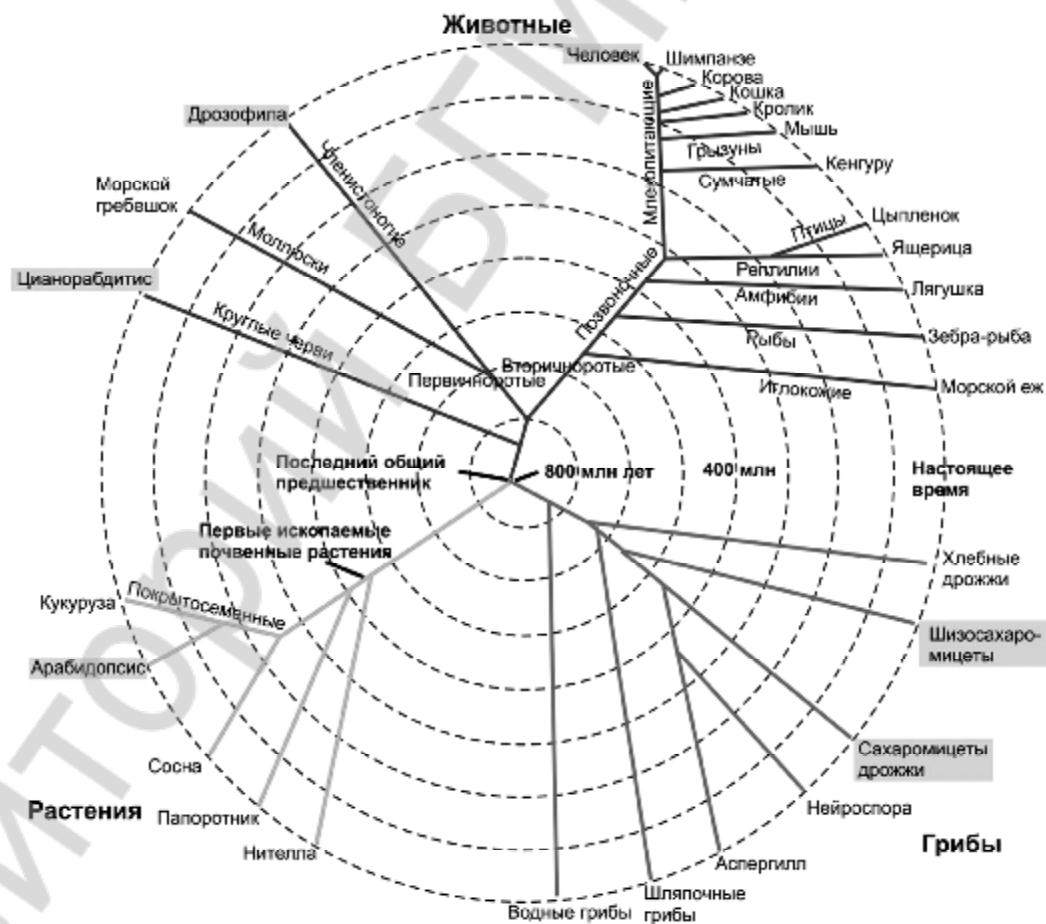 Животные
Человек
Шимпанзе
Корова
Кошка
Кролик
Мышь
Грызуны
Млекопитающие
Кенгуру
Сумчатые
Дрозофила
Членистоногие
Морской
гребешок
Моллюски
Цианорабдитис
Круглые черви
Птицы
Цыпленок
Ящерица
Рептилии
Лягушка
Амфибии
Позвоночные
Зебра-рыба
Рыбы
Вторичноротые
Первичноротые
Морской еж
Иглокожие
Последний общий
предшественник
800 млн лет
400 млн
Настоящее
время
Первые ископаемые
почвенные растения
Хлебные
дрожжи
Кукуруза
Покрытосеменные
Шизосахаро-
мицеты
Арабидопсис
Сосна
Сахаромицеты
дрожжи
Растения
Папоротник
Нейроспора
Нителла
Грибы
Аспергилл
Водные грибы
Шляпочные
грибы